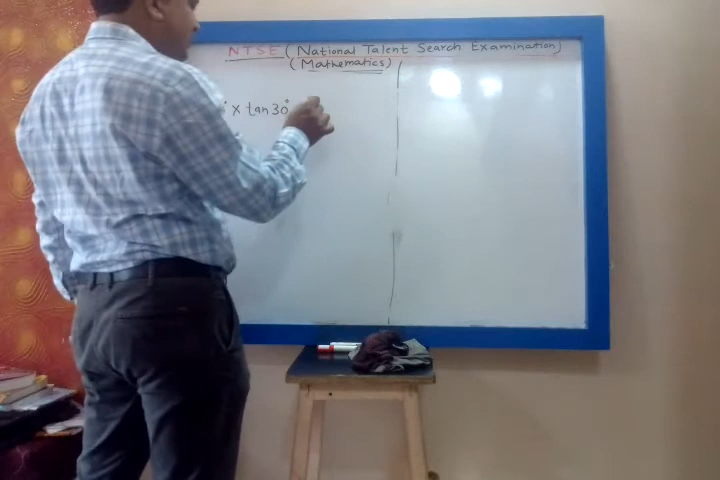 NTSE (National Talent Search Examination)
(Mathematics)
° × tan 30°